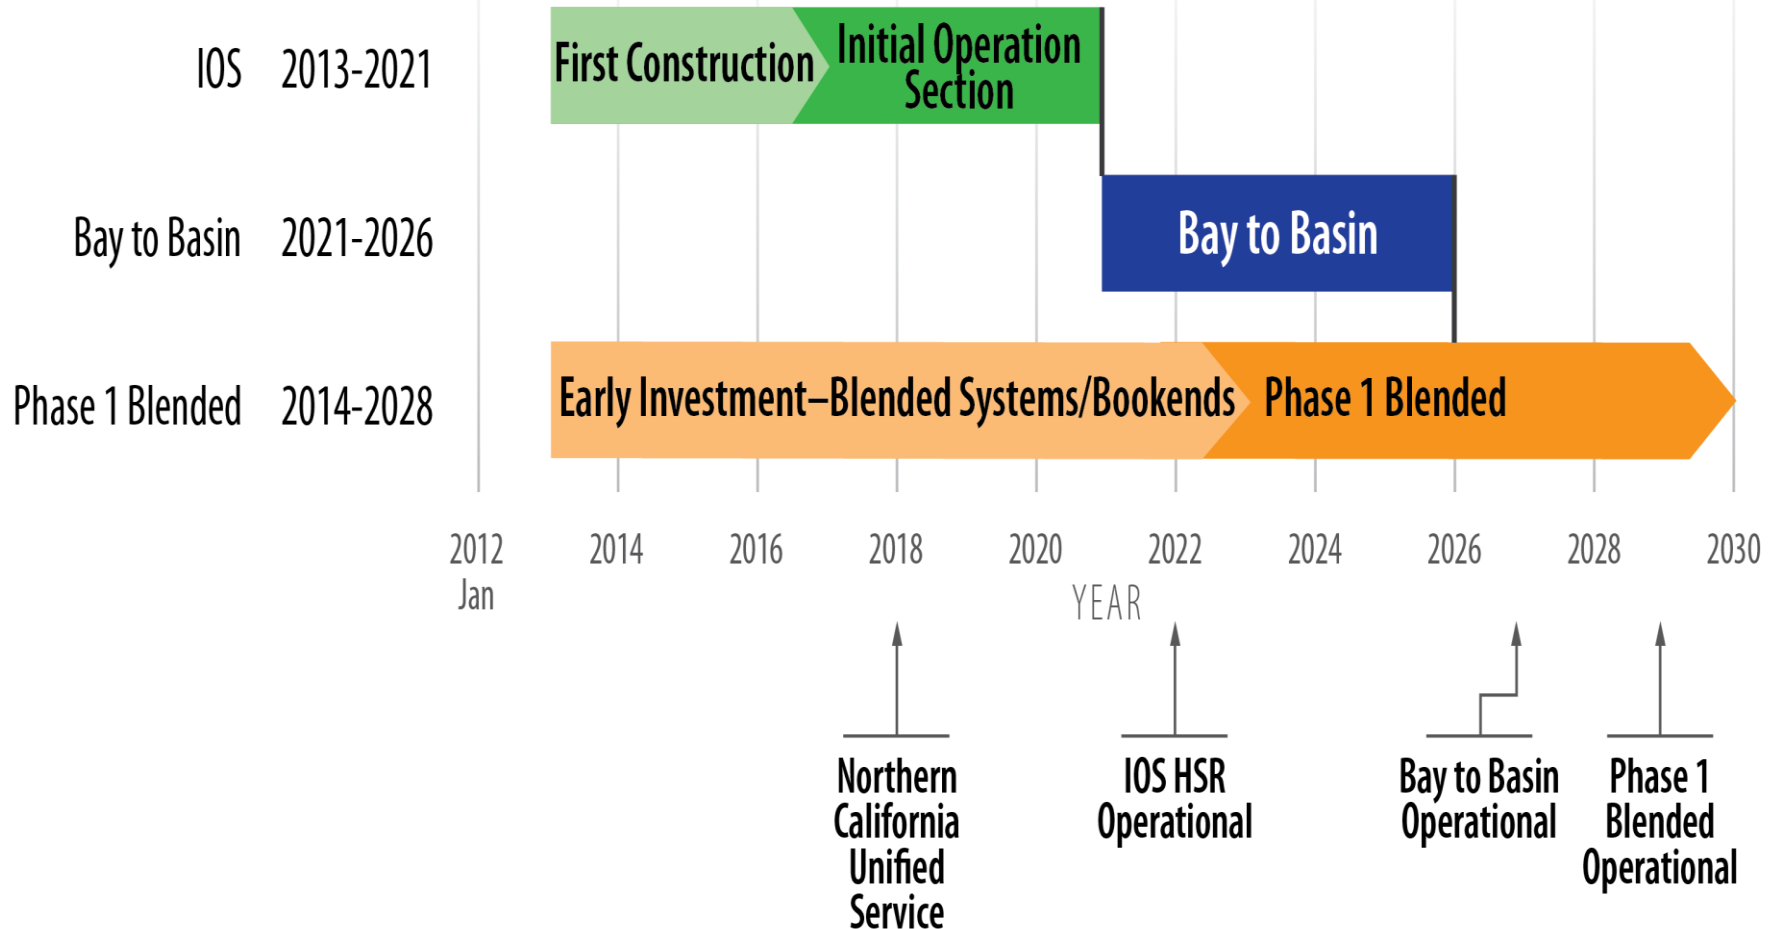 IOS 2013-2021
First Construction
Initial Operation
Section
Bay to Basin 2021-2026
Bay to Basin
Phase 1 Blended 2014-2028
Early Investment–Blended Systems/Bookends
Phase 1 Blended
2012 2014 2016 2018 2020 2022 2024 2026 2028 2030
Jan
YEAR
Northern
California
Unified
Service
IOS HSR
Operational
Bay to Basin
Operational
Phase 1
Blended
Operational